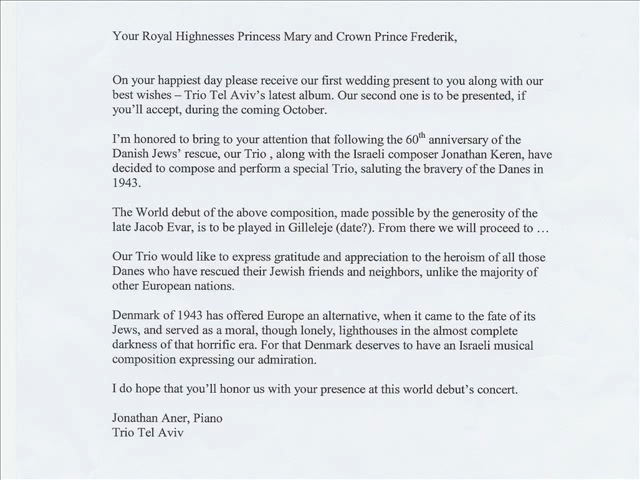 Your Royal Highnesses Princess Mary and Crown Prince Frederik,
On your happiest day please receive our first wedding present to you along with our
best wishes – Trio Tel Aviv's latest album. Our second one is to be presented, if
you'll accept, during the coming October.
I'm honored to bring to your attention that following the 60th anniversary of the
Danish Jews' rescue, our Trio , along with the Israeli composer Jonathan Keren, have
decided to compose and perform a special Trio, saluting the bravery of the Danes in
1943.
The World debut of the above composition, made possible by the generosity of the
late Jacob Evar, is to be played in Gilleleje (date?). From there we will proceed to …
Our Trio would like to express gratitude and appreciation to the heroism of all those
Danes who have rescued their Jewish friends and neighbors, unlike the majority of
other European nations.
Denmark of 1943 has offered Europe an alternative, when it came to the fate of its
Jews, and served as a moral, though lonely, lighthouses in the almost complete
darkness of that horrific era. For that Denmark deserves to have an Israeli musical
composition expressing our admiration.
I do hope that you'll honor us with your presence at this world debut's concert.
Jonathan Aner, Piano
Trio Tel Aviv